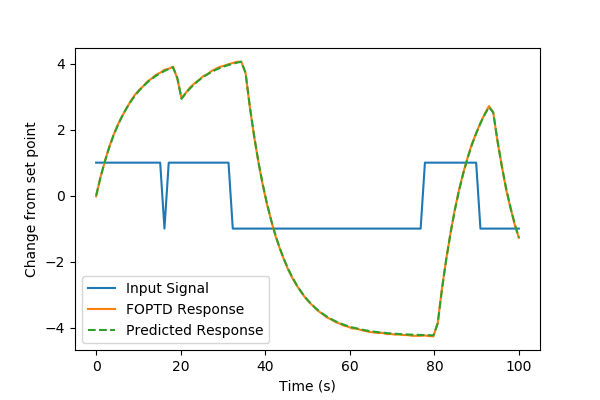 4
2
0
−2
−4
Change from set point
Input Signal
FOPTD Response
Predicted Response
0
20
40
60
80
100
Time (s)